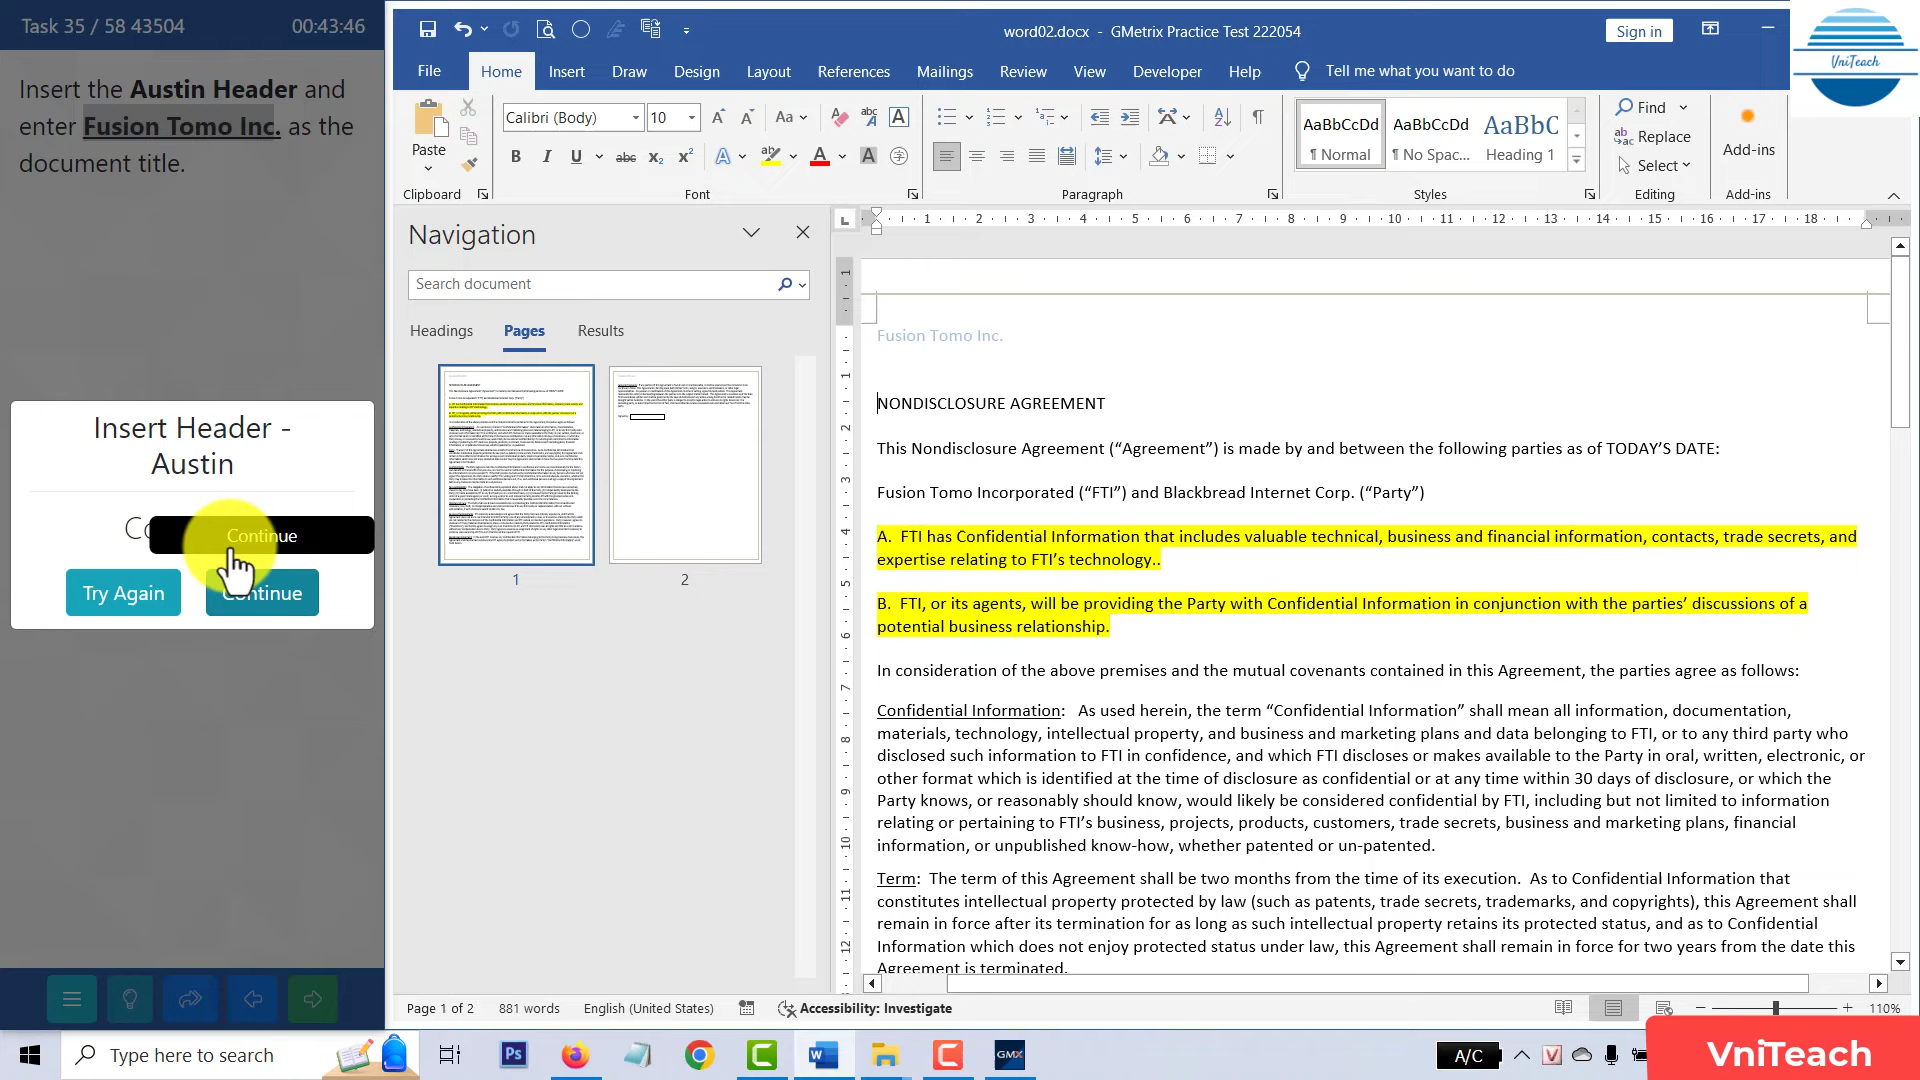 Task 35 / 58 43504
00:43:46
Insert the Austin Header and
enter Fusion Tomo Inc. as the
document title.
Insert Header -
Austin
Continue
Try Again
Continue
word02.docx - GMetrix Practice Test 222054
Sign in
VniTeach
File
Home
Insert
Draw
Design
Layout
References
Mailings
Review
View
Developer
Help
Tell me what you want to do
Paste
Calibri (Body)
10
Aa
AaBbCcDd
¶ Normal
AaBbCcDd
¶ No Spac...
AaBbC
Heading 1
Find
Replace
Select
Add-ins
Clipboard
Font
Paragraph
Styles
Editing
Add-ins
Navigation
Search document
Headings
Pages
Results
1
2
Fusion Tomo Inc.
NONDISCLOSURE AGREEMENT
This Nondisclosure Agreement (“Agreement”) is made by and between the following parties as of TODAY’S DATE:
Fusion Tomo Incorporated (“FTI”) and Blackbread Internet Corp. (“Party”)
A.  FTI has Confidential Information that includes valuable technical, business and financial information, contacts, trade secrets, and
expertise relating to FTI’s technology..
B.  FTI, or its agents, will be providing the Party with Confidential Information in conjunction with the parties’ discussions of a
potential business relationship.
In consideration of the above premises and the mutual covenants contained in this Agreement, the parties agree as follows:
Confidential Information:   As used herein, the term “Confidential Information” shall mean all information, documentation,
materials, technology, intellectual property, and business and marketing plans and data belonging to FTI, or to any third party who
disclosed such information to FTI in confidence, and which FTI discloses or makes available to the Party in oral, written, electronic, or
other format which is identified at the time of disclosure as confidential or at any time within 30 days of disclosure, or which the
Party knows, or reasonably should know, would likely be considered confidential by FTI, including but not limited to information
relating or pertaining to FTI’s business, projects, products, customers, trade secrets, business and marketing plans, financial
information, or unpublished know-how, whether patented or un-patented.
Term:  The term of this Agreement shall be two months from the time of its execution.  As to Confidential Information that
constitutes intellectual property protected by law (such as patents, trade secrets, trademarks, and copyrights), this Agreement shall
remain in force after its termination for as long as such intellectual property retains its protected status, and as to Confidential
Information which does not enjoy protected status under law, this Agreement shall remain in force for two years from the date this
Agreement is terminated.
Page 1 of 2
881 words
English (United States)
Accessibility: Investigate
110%
Type here to search
A/C
VniTeach